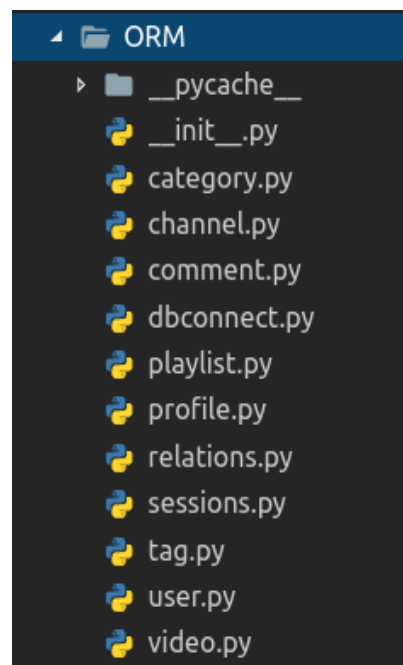 ORM
__pycache__
__init__.py
category.py
channel.py
comment.py
dbconnect.py
playlist.py
profile.py
relations.py
sessions.py
tag.py
user.py
video.py